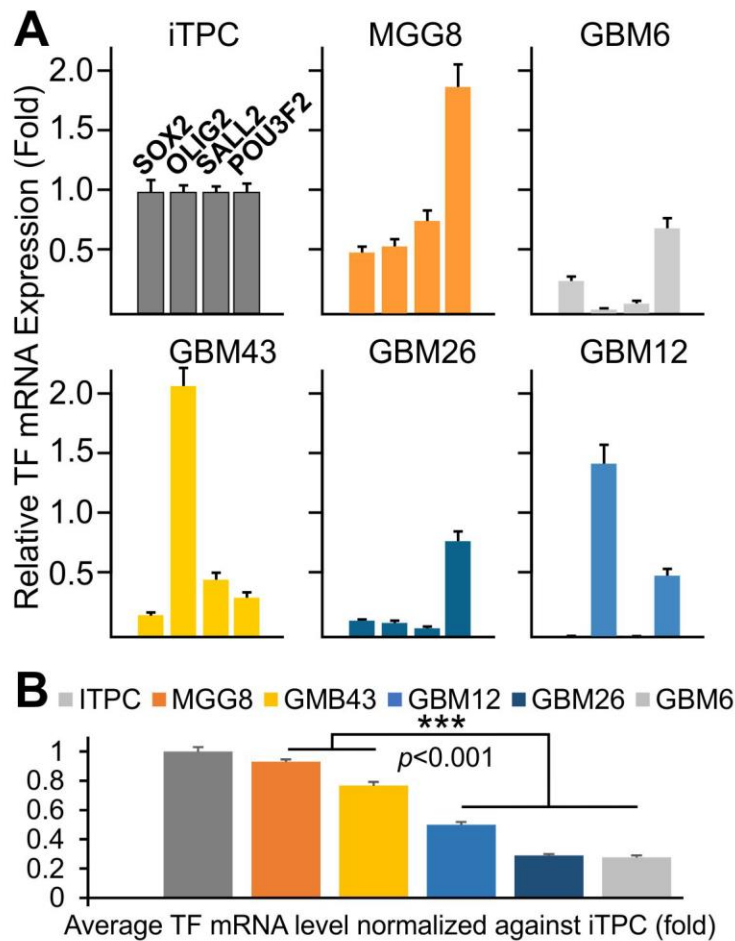 A
iTPC
MGG8
GBM6
Relative TF mRNA Expression (Fold)
2.0
1.5
1.0
0.5
SOX2
OLIG2
SALL2
POU3F2
GBM43
GBM26
GBM12
2.0
1.5
1.0
0.5
B
ITPC MGG8 GMB43 GBM12 GBM26 GBM6
***
p<0.001
1
0.8
0.6
0.4
0.2
0
Average TF mRNA level normalized against iTPC (fold)